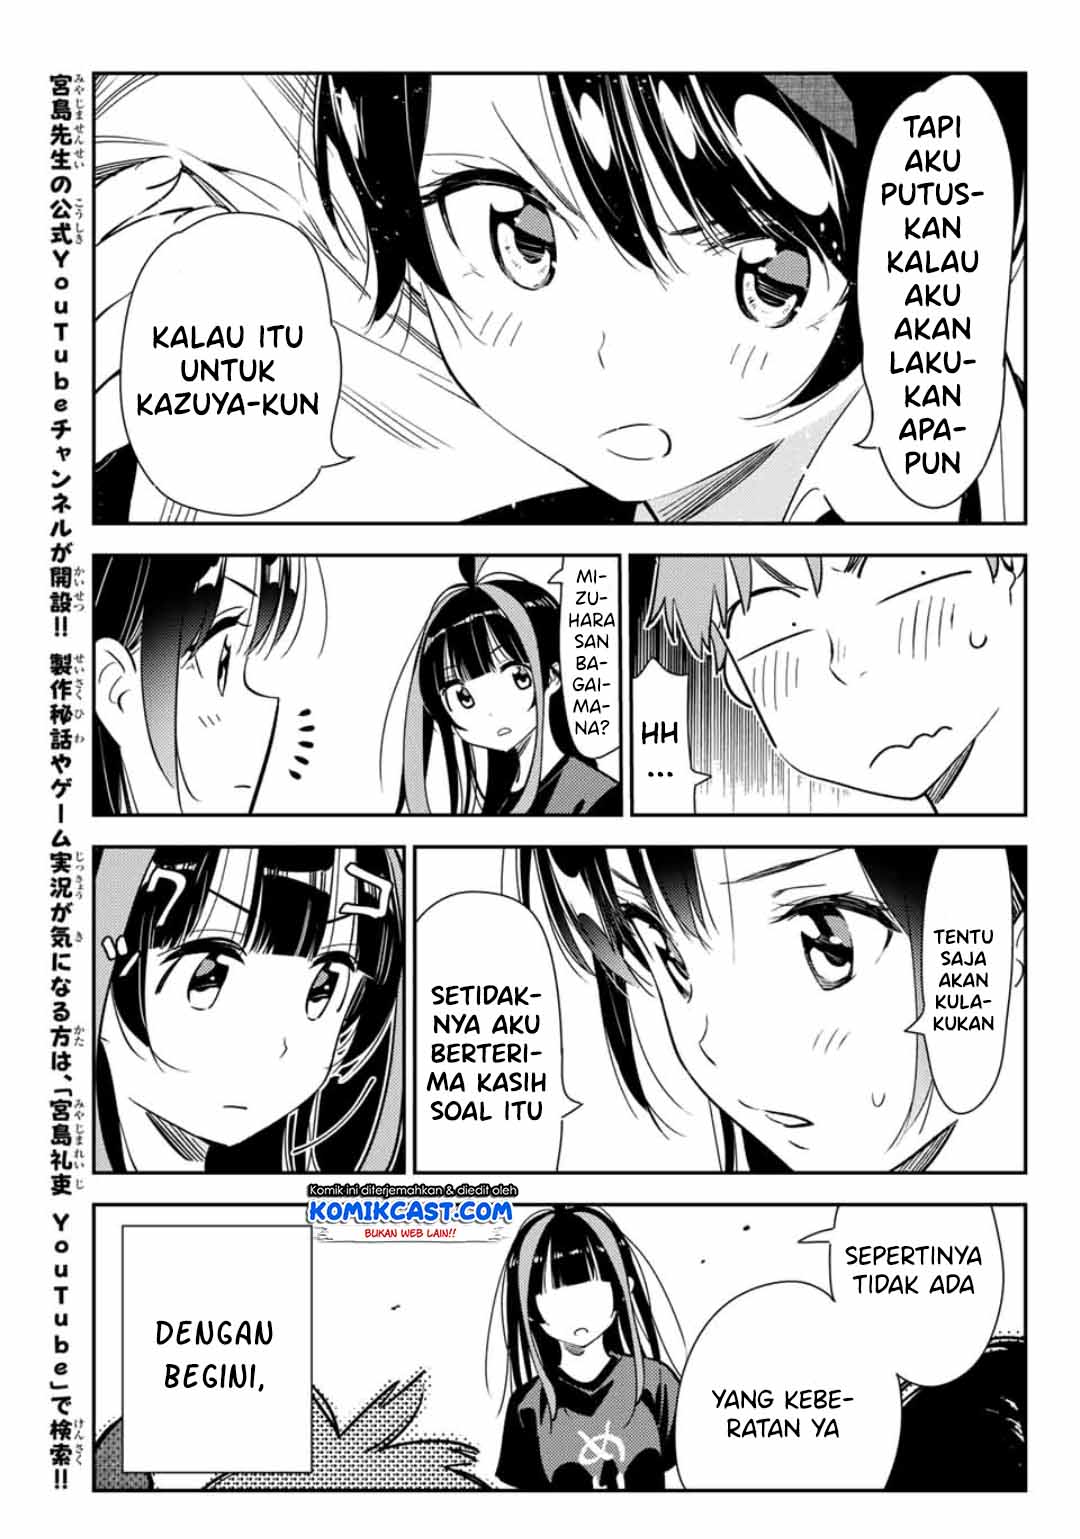 宮島先生の公式YouTubeチャンネルが開設!! 製作秘話やゲーム実況が気になる方は、「宮島礼吏 YouTube」で検索!!
TAPI
AKU
PUTUS-
KAN
KALAU
AKU
AKAN
LAKU-
KAN
APA-
PUN
KALAU ITU
UNTUK
KAZUYA-KUN
HH
...
MI-
ZU-
HARA
SAN
BA-
GAI-
MA-
NA?
TENTU
SAJA
AKAN
KULA-
KUKAN
SETIDAK-
NYA AKU
BERTERI-
MA KASIH
SOAL ITU
SEPERTINYA
TIDAK ADA
YANG KEBE-
RATAN YA
DENGAN
BEGINI,
Komik ini diterjemahkan & diedit oleh
KOMIKCAST.COM
BUKAN WEB LAIN!!
め